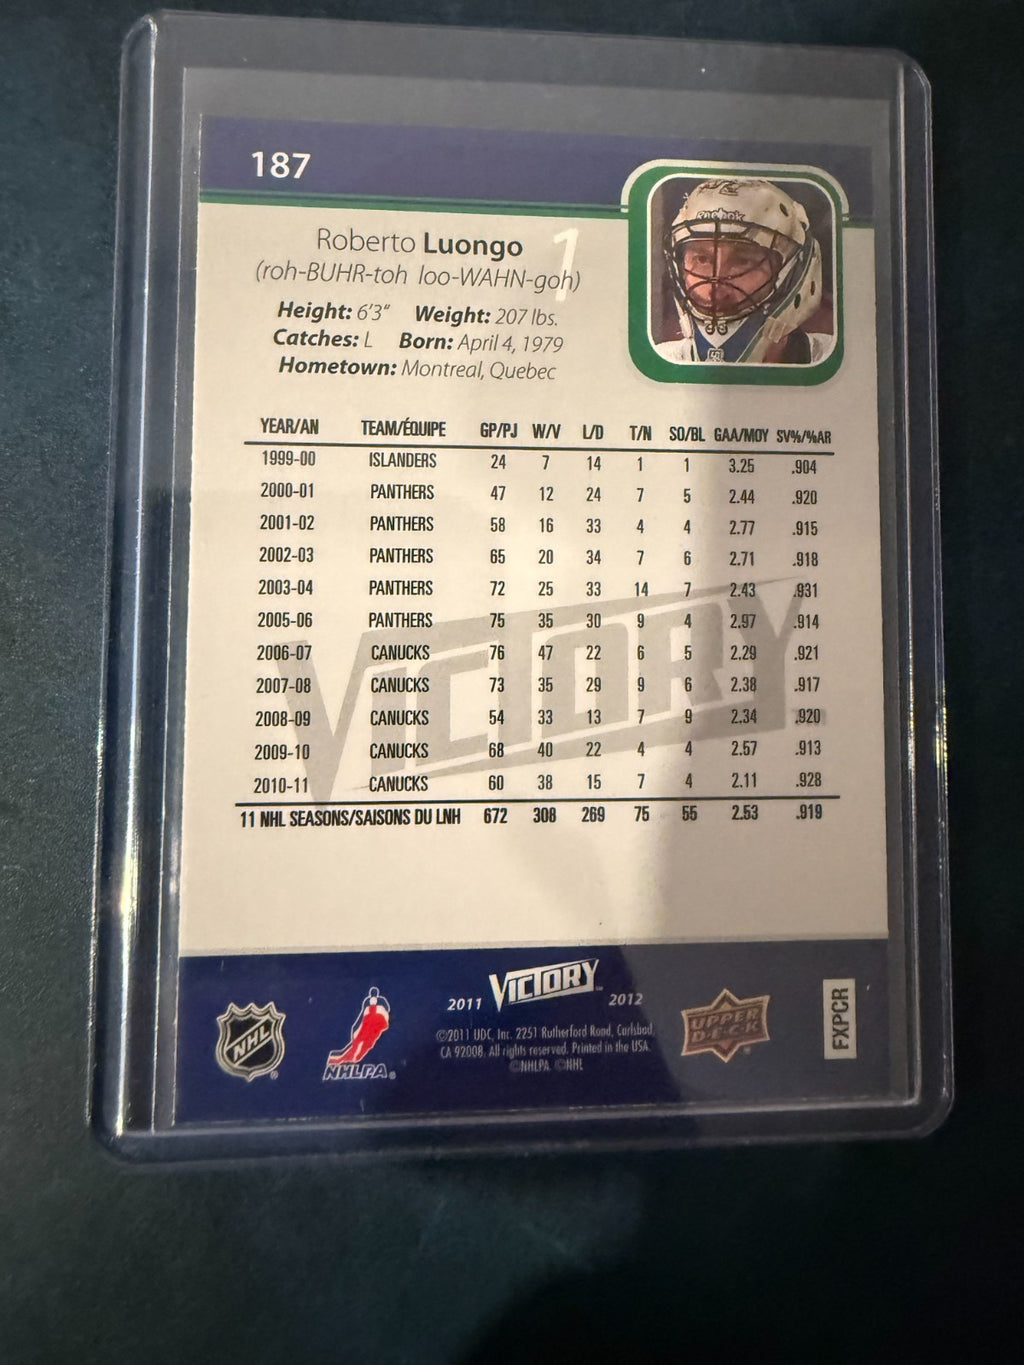 187
Roberto Luongo 1
(roh-BUHR-toh loo-WAHN-goh)
Height: 6'3" Weight: 207 lbs.
Catches: L Born: April 4, 1979
Hometown: Montreal, Quebec
Reebok
YEAR/AN TEAM/ÉQUIPE GP/PJ W/V L/D T/N SO/BL GAA/MOY SV%/%AR
1999-00 ISLANDERS 24 7 14 1 1 3.25 .904
2000-01 PANTHERS 47 12 24 7 5 2.44 .920
2001-02 PANTHERS 58 16 33 4 4 2.77 .915
2002-03 PANTHERS 65 20 34 7 6 2.71 .918
2003-04 PANTHERS 72 25 33 14 7 2.43 .931
2005-06 PANTHERS 75 35 30 9 4 2.97 .914
2006-07 CANUCKS 76 47 22 6 5 2.29 .921
2007-08 CANUCKS 73 35 29 9 6 2.38 .917
2008-09 CANUCKS 54 33 13 7 9 2.34 .920
2009-10 CANUCKS 68 40 22 4 4 2.57 .913
2010-11 CANUCKS 60 38 15 7 4 2.11 .928
11 NHL SEASONS/SAISONS DU LNH 672 308 269 75 55 2.53 .919
VICTORY
2011 VICTORY 2012
©2011 UDC, Inc. 2251 Rutherford Road, Carlsbad,
CA 92008. All rights reserved. Printed in the USA.
©NHLPA. ©NHL
NHL
NHLPA®
UPPER
DECK
FXPCR